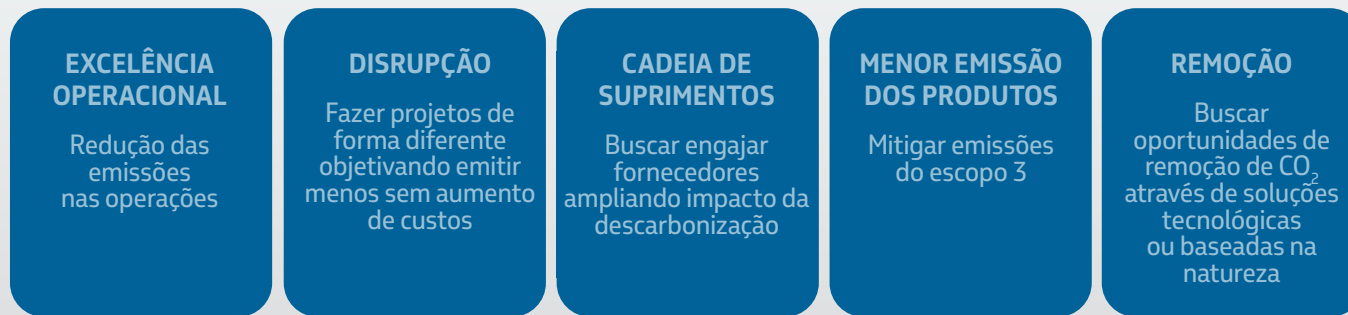 EXCELÊNCIA
OPERACIONAL
Redução das
emissões
nas operações
DISRUPÇÃO
Fazer projetos de
forma diferente
objetivando emitir
menos sem aumento
de custos
CADEIA DE
SUPRIMENTOS
Buscar engajar
fornecedores
ampliando impacto da
descarbonização
MENOR EMISSÃO
DOS PRODUTOS
Mitigar emissões
do escopo 3
REMOÇÃO
Buscar
oportunidades de
remoção de CO₂
através de soluções
tecnológicas
ou baseadas na
natureza